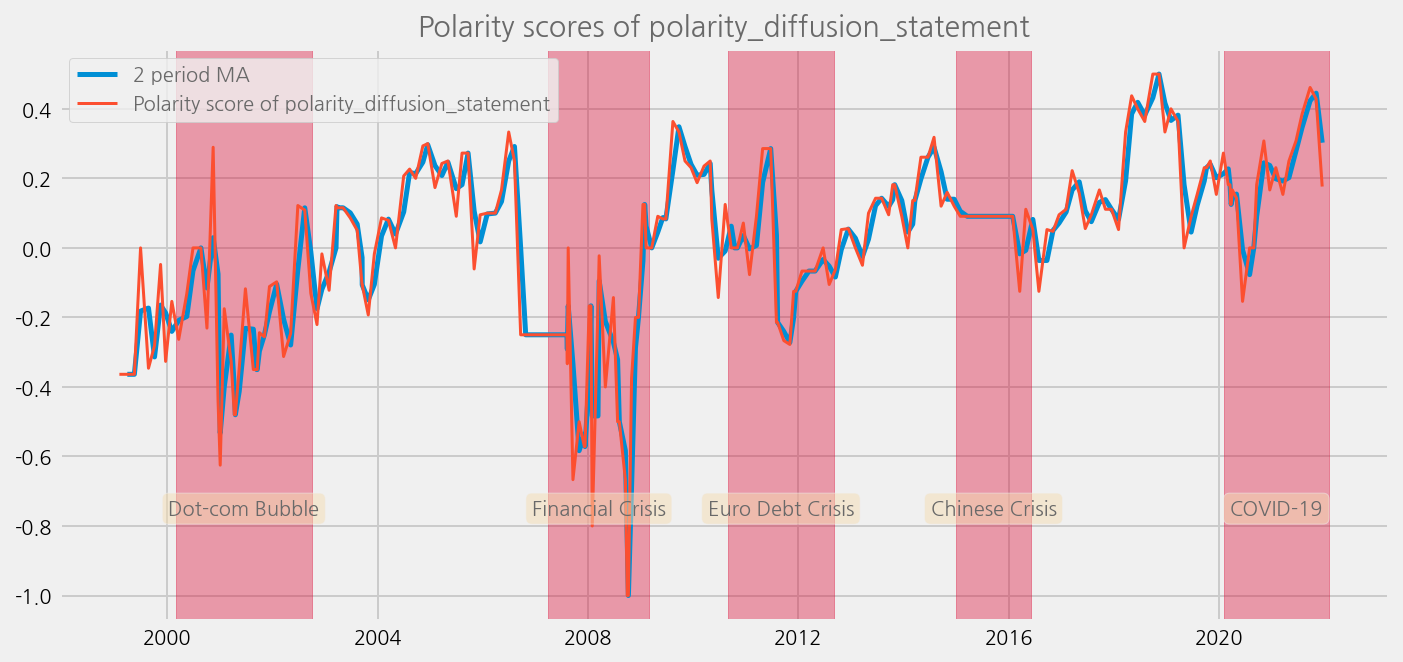 Polarity scores of polarity_diffusion_statement
2 period MA
Polarity score of polarity_diffusion_statement
0.4
0.2
0.0
-0.2
-0.4
-0.6
-0.8
-1.0
Dot-com Bubble
Financial Crisis
Euro Debt Crisis
Chinese Crisis
COVID-19
2000
2004
2008
2012
2016
2020